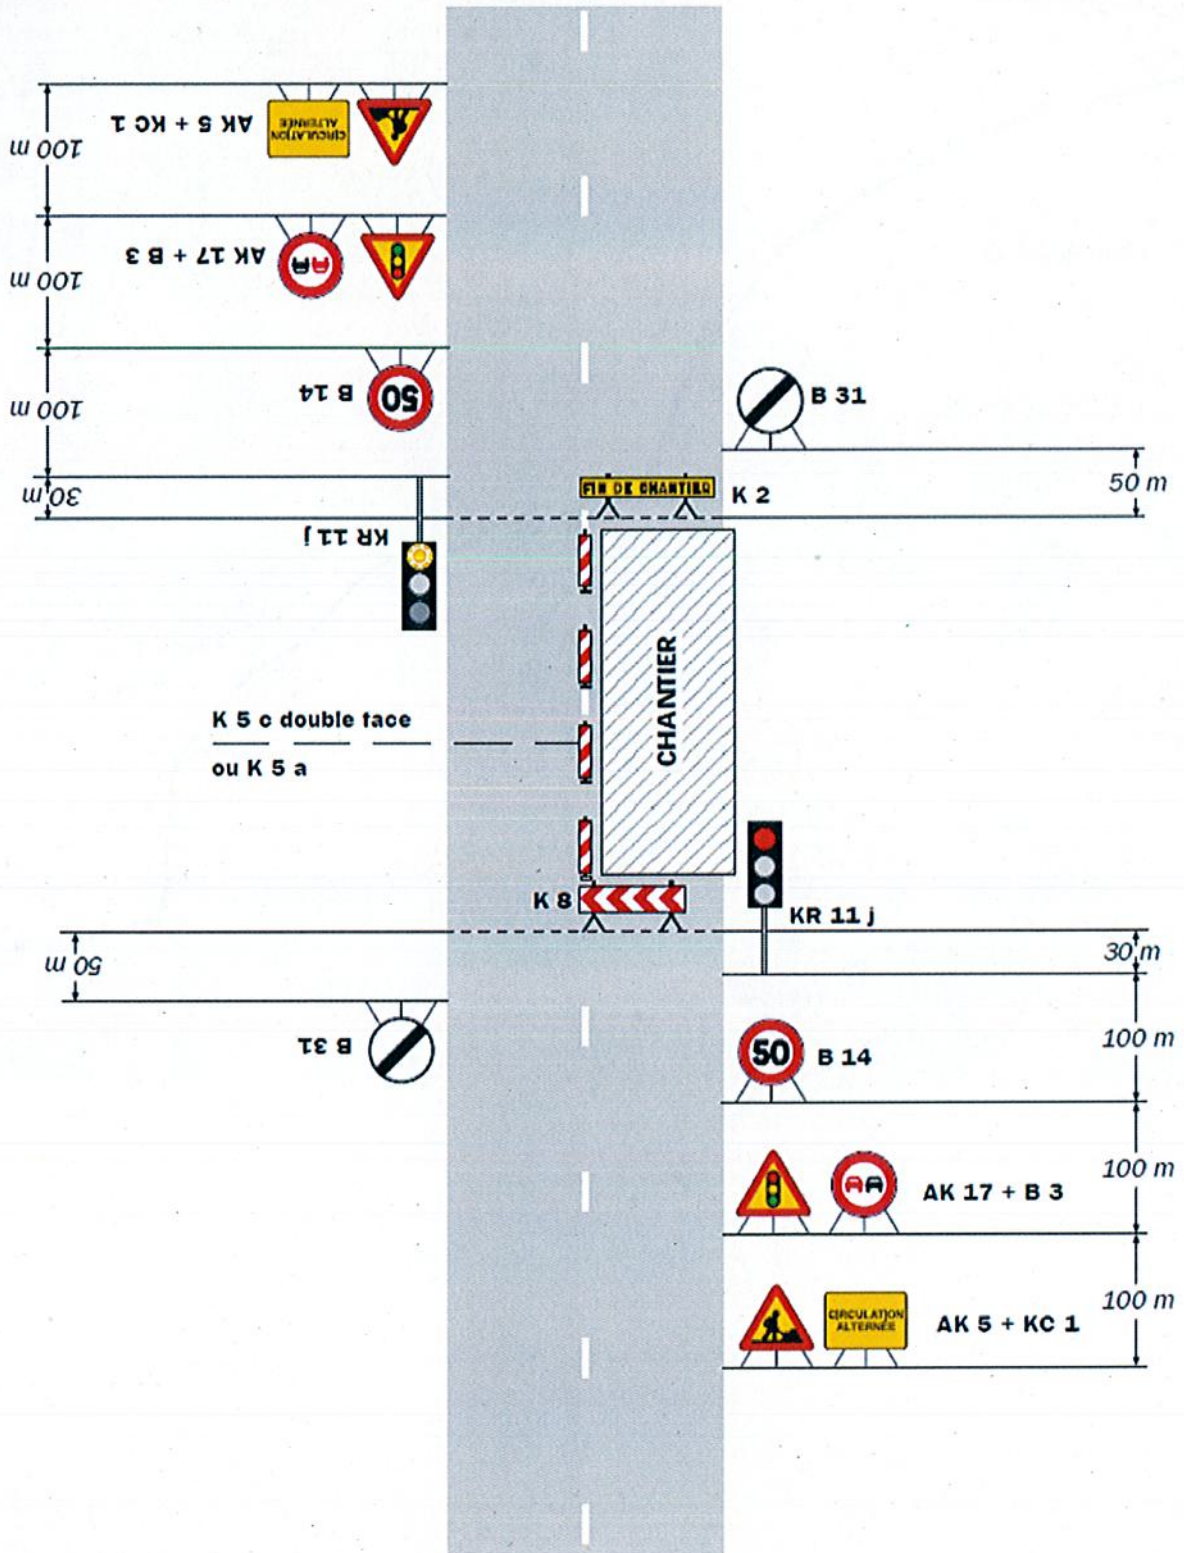 AK 5 + KC 1
CIRCULATION
ALTERNÉE
100 m
AK 17 + B 3
100 m
B 14
50
100 m
30 m
KR 11 j
B 31
50 m
FIN DE CHANTIER
K 2
CHANTIER
K 5 c double face
ou K 5 a
K 8
KR 11 j
50 m
B 31
30 m
50
B 14
100 m
AK 17 + B 3
100 m
CIRCULATION
ALTERNÉE
AK 5 + KC 1
100 m